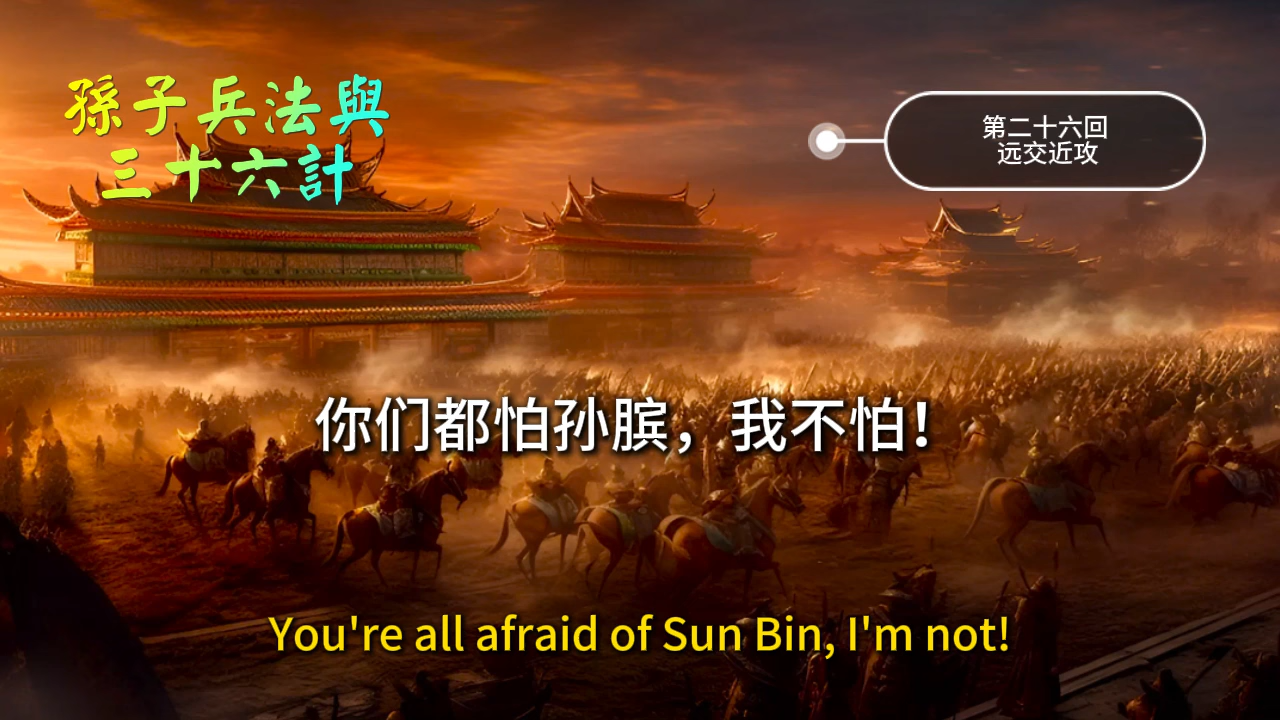 孫子兵法與
三十六計
第二十六回
远交近攻
你们都怕孙膑，我不怕！
You're all afraid of Sun Bin, I'm not!